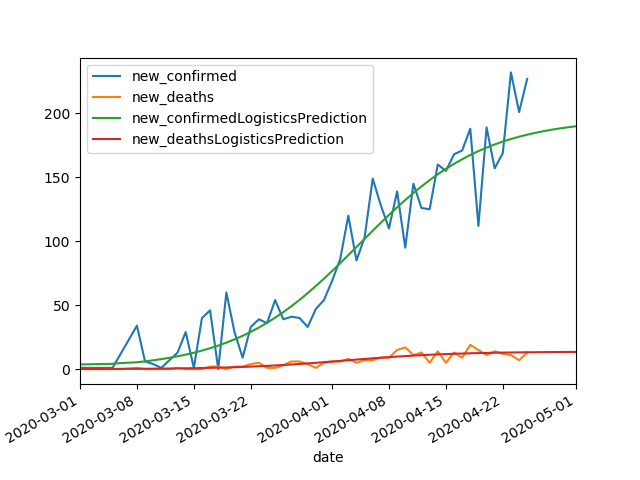 new_confirmed
new_deaths
new_confirmedLogisticsPrediction
new_deathsLogisticsPrediction
200
150
100
50
0
2020-03-01
2020-03-08
2020-03-15
2020-03-22
2020-04-01
2020-04-08
2020-04-15
2020-04-22
2020-05-01
date